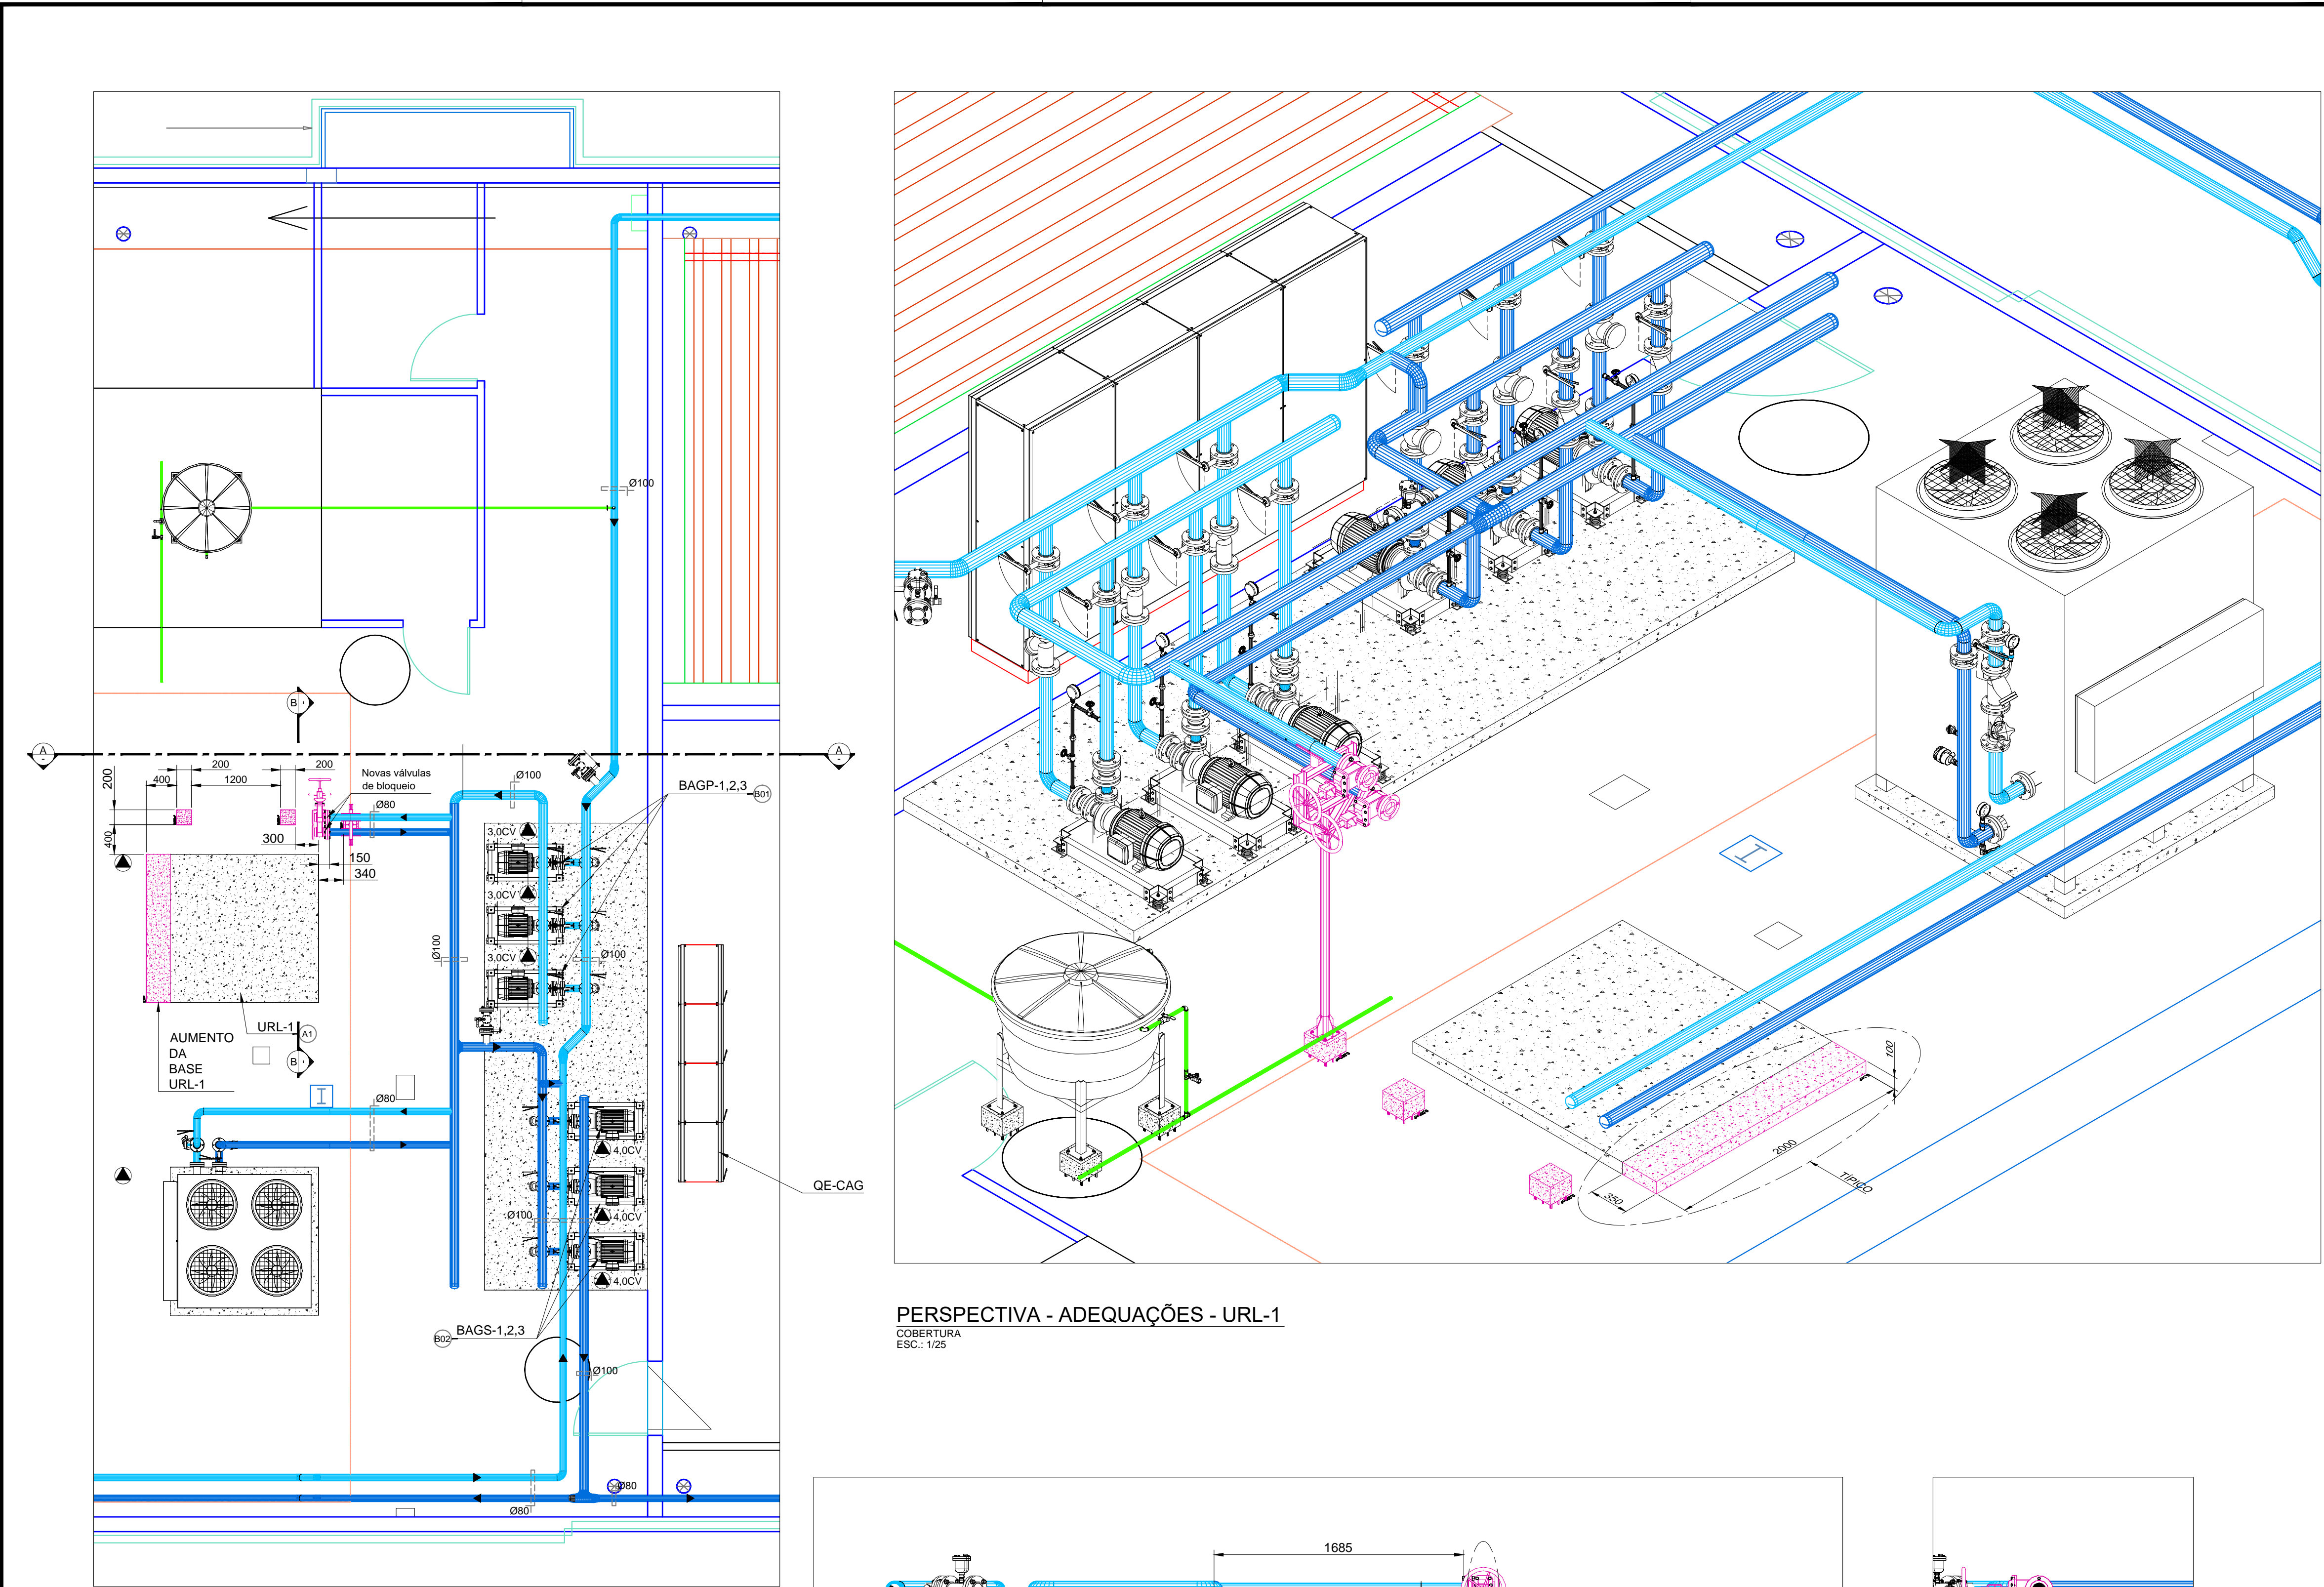 Ø100
B
A
A
200
200
400
1200
200
400
Novas válvulas
de bloqueio
Ø80
Ø100
BAGP-1,2,3
B01
300
150
340
3,0CV
3,0CV
3,0CV
Ø100
Ø100
URL-1
A1
B
AUMENTO
DA
BASE
URL-1
Ø80
4,0CV
Ø100
4,0CV
4,0CV
QE-CAG
B02
BAGS-1,2,3
Ø100
Ø80
Ø80
100
2000
350
TÍPICO
PERSPECTIVA - ADEQUAÇÕES - URL-1
COBERTURA
ESC.: 1/25
1685